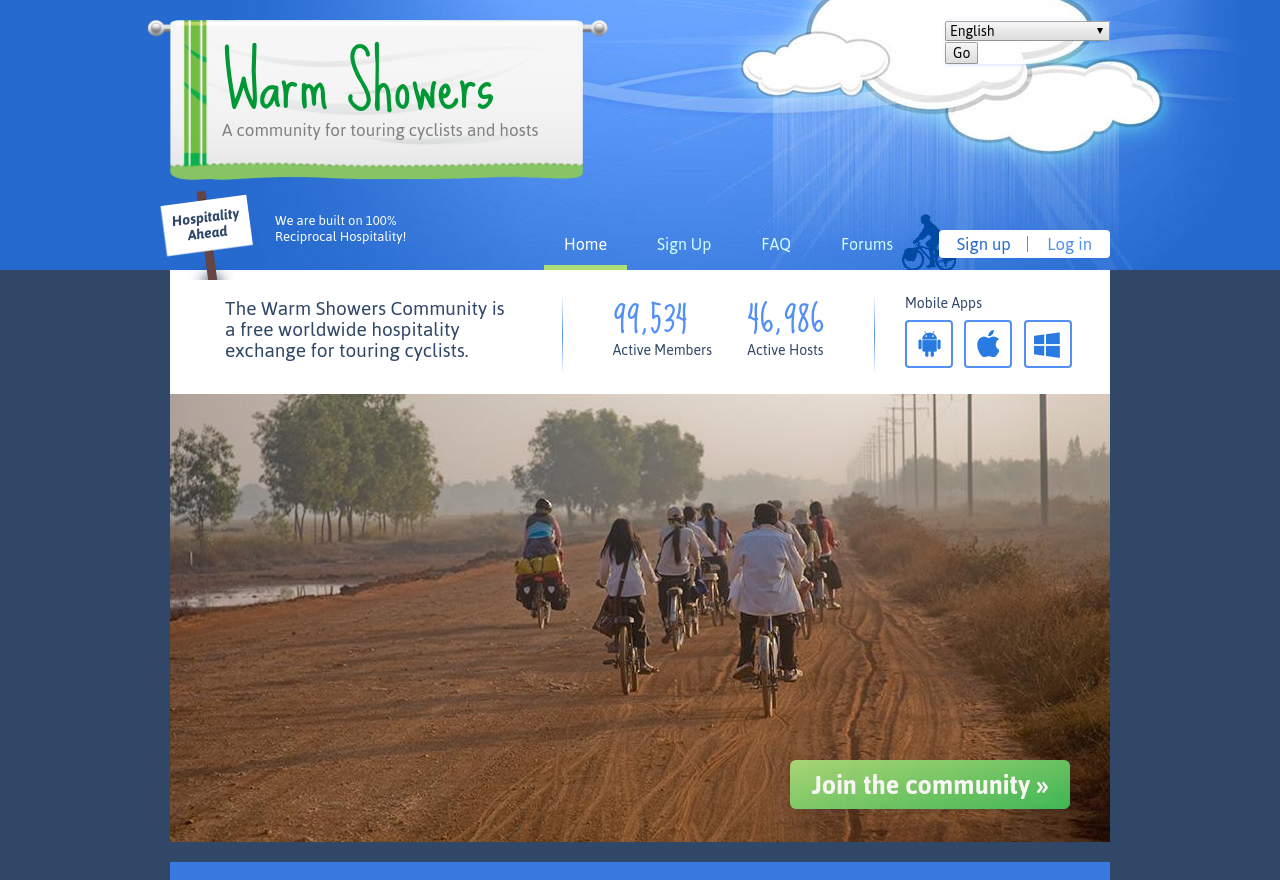 Warm Showers
A community for touring cyclists and hosts
English
Go
Hospitality
Ahead
We are built on 100%
Reciprocal Hospitality!
Home
Sign Up
FAQ
Forums
Sign up
Log in
The Warm Showers Community is
a free worldwide hospitality
exchange for touring cyclists.
99,534
Active Members
46,986
Active Hosts
Mobile Apps
Join the community »